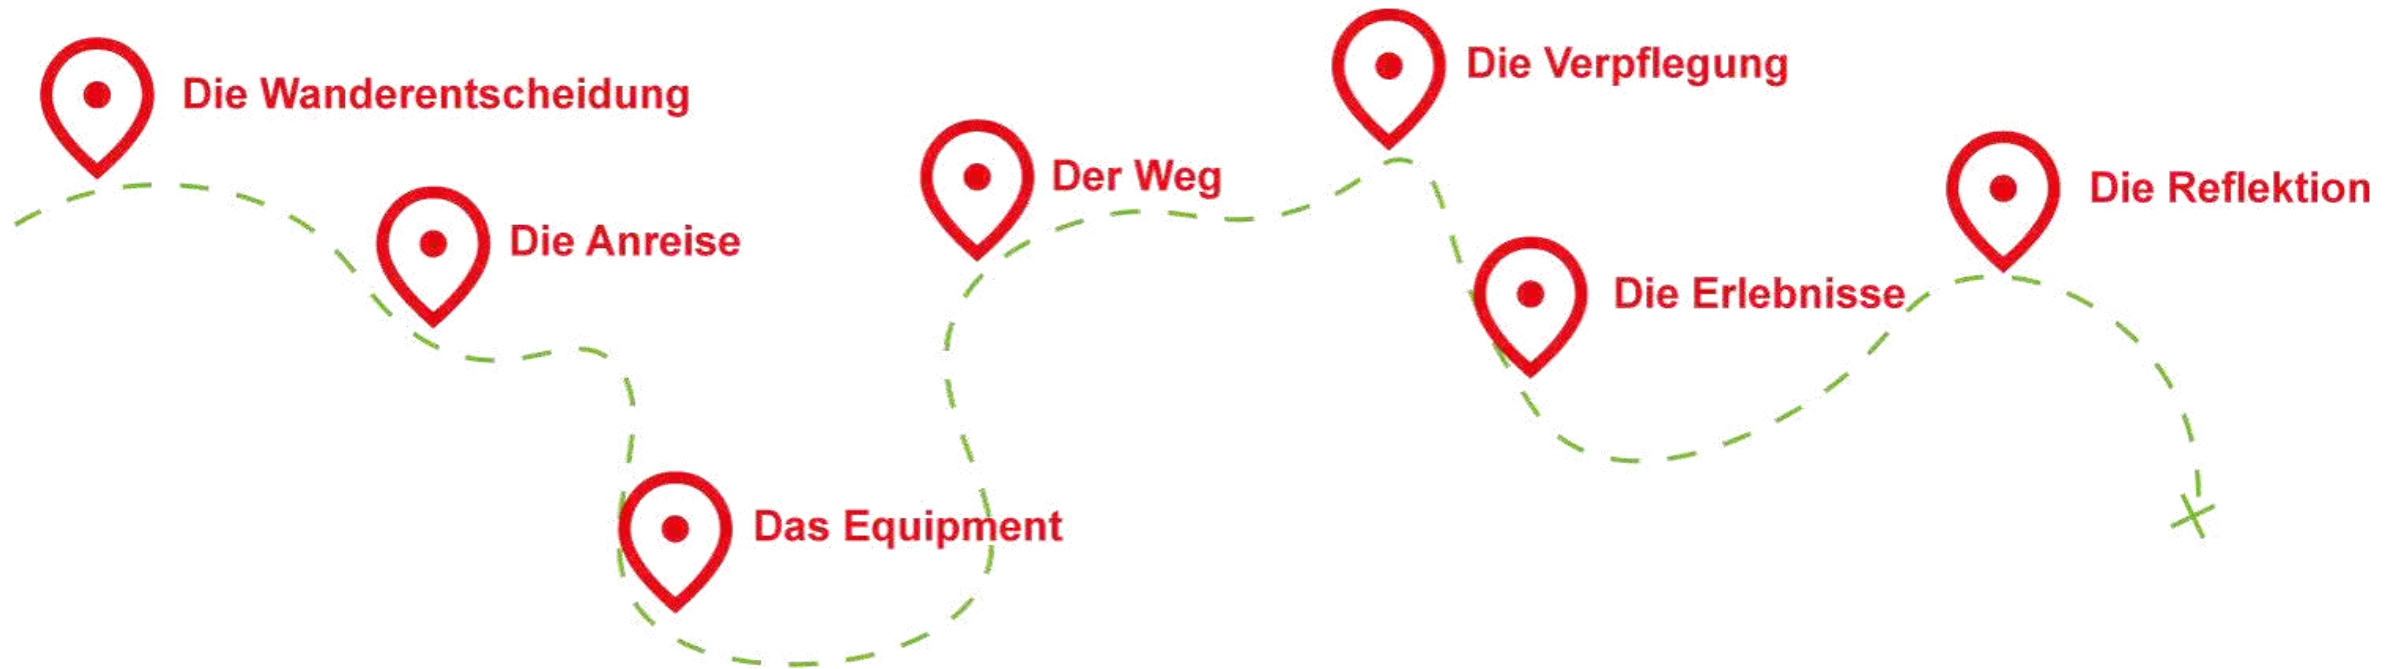 Die Wanderentscheidung
Die Anreise
Das Equipment
Der Weg
Die Verpflegung
Die Erlebnisse
Die Reflektion